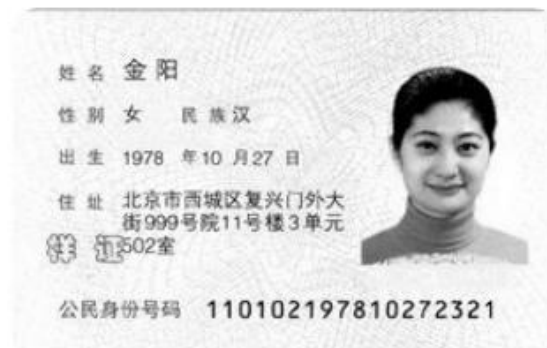 姓 名 金 阳
性 别 女 民 族 汉
出 生 1978 年 10 月 27 日
住 址 北京市西城区复兴门外大
街999号院11号楼3单元
样 证 502室
公民身份号码 110102197810272321